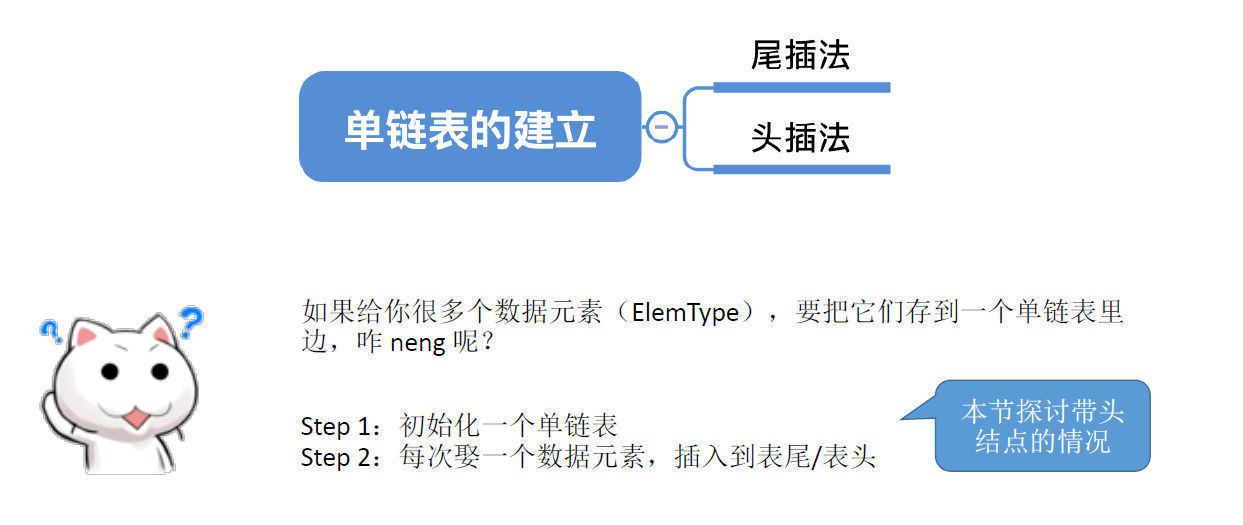 尾插法
单链表的建立
头插法
如果给你很多个数据元素（ElemType），要把它们存到一个单链表里
边，咋 neng 呢？
Step 1：初始化一个单链表
Step 2：每次娶一个数据元素，插入到表尾/表头
本节探讨带头
结点的情况